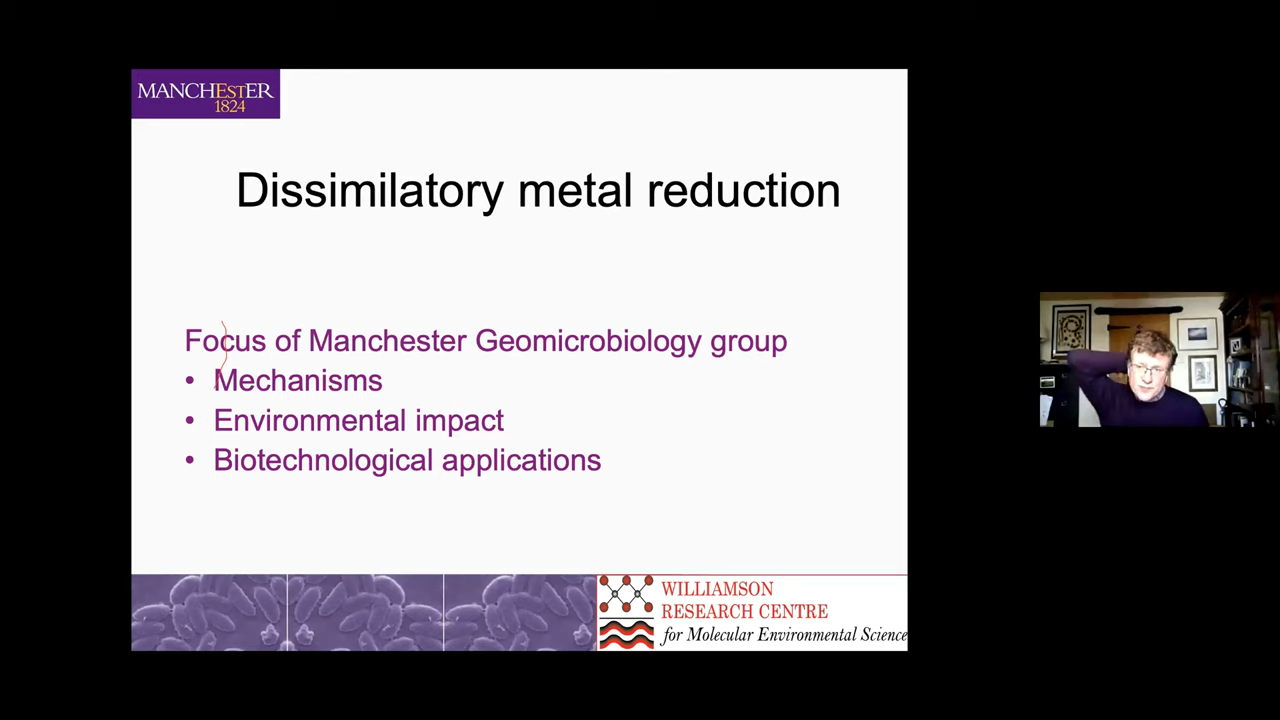 MANCHESTER
1824
Dissimilatory metal reduction
Focus of Manchester Geomicrobiology group
• Mechanisms
• Environmental impact
• Biotechnological applications
WILLIAMSON
RESEARCH CENTRE
for Molecular Environmental Science